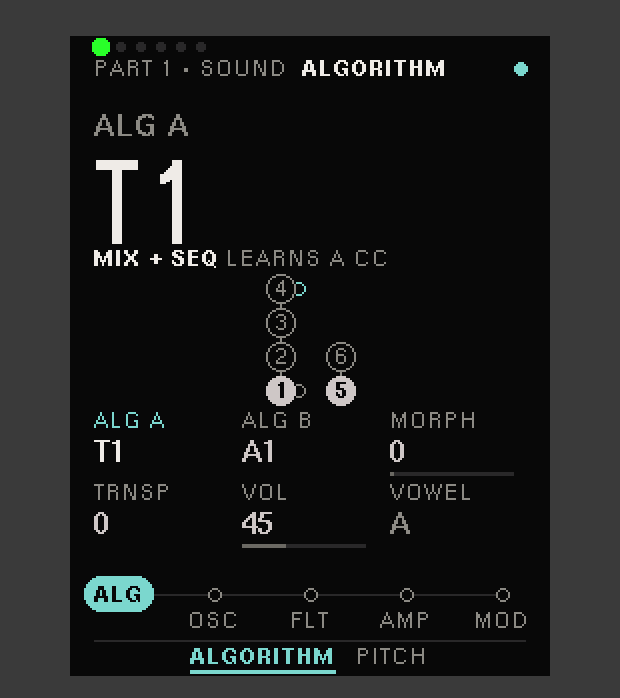 PART 1 · SOUND ALGORITHM
ALG A
T1
MIX + SEQ LEARNS A CC
4
3
2 6
1 5
ALG A ALG B MORPH
T1 A1 0
TRNSP VOL VOWEL
0 45 A
ALG
OSC FLT AMP MOD
ALGORITHM PITCH